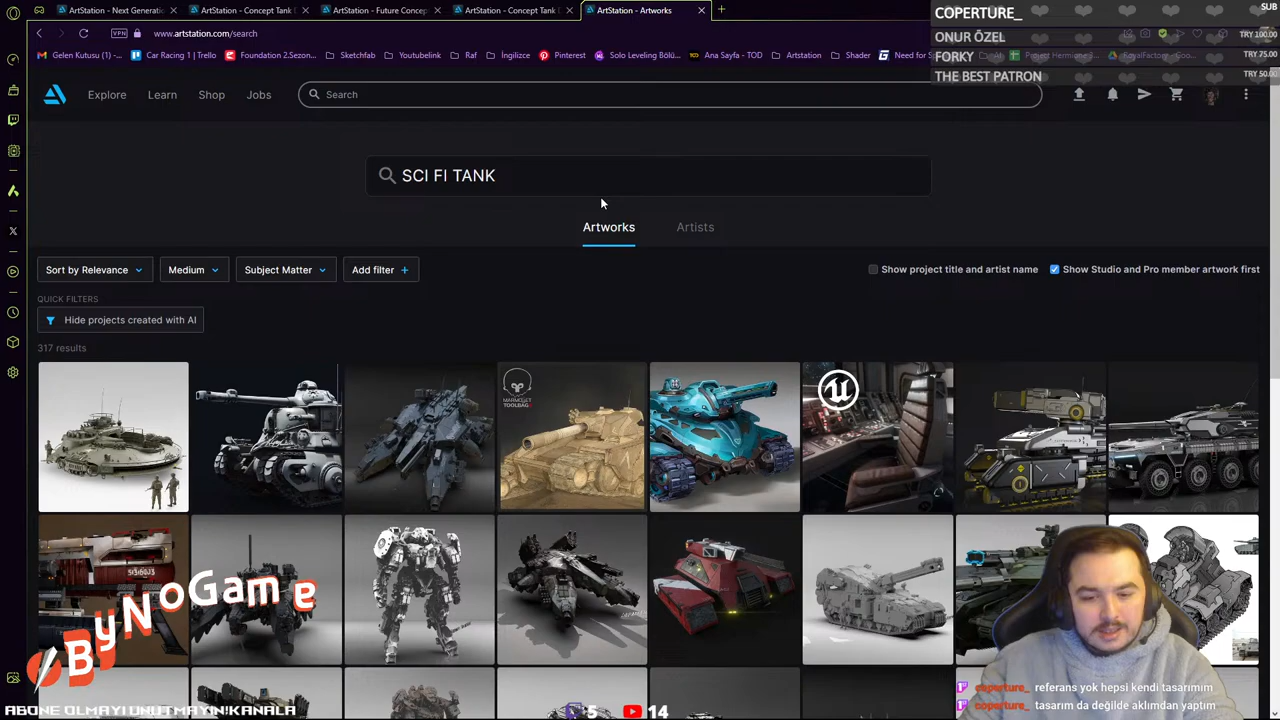 ArtStation - Next Generatio
ArtStation - Concept Tank D
ArtStation - Future Concep
ArtStation - Concept Tank D
ArtStation - Artworks
VPN www.artstation.com/search
Gelen Kutusu (41) -
Car Racing 1 | Trello
Foundation 2.Sezon
Youtubelink
Raf
İngilizce
Pinterest
Solo Leveling Bölü
Ana Sayfa - TOD
Artstation
Shader
Need for S
SUB
COPERTURE_
ONUR ÖZEL TRY 100.00
FORKY TRY 75.00
THE BEST PATRON TRY 50.00
Explore Learn Shop Jobs Search
SCI FI TANK
Artworks Artists
Sort by Relevance Medium Subject Matter Add filter +
Show project title and artist name Show Studio and Pro member artwork first
QUICK FILTERS
Hide projects created with AI
317 results
MARMOSET
TOOLBAG
ByNoGame
coperture_ referans yok hepsi kendi tasarımım
coperture_ tasarım da değilde aklımdan yaptım
ABONE OLMAYI UNUTMAYIN!KANALA
5 14